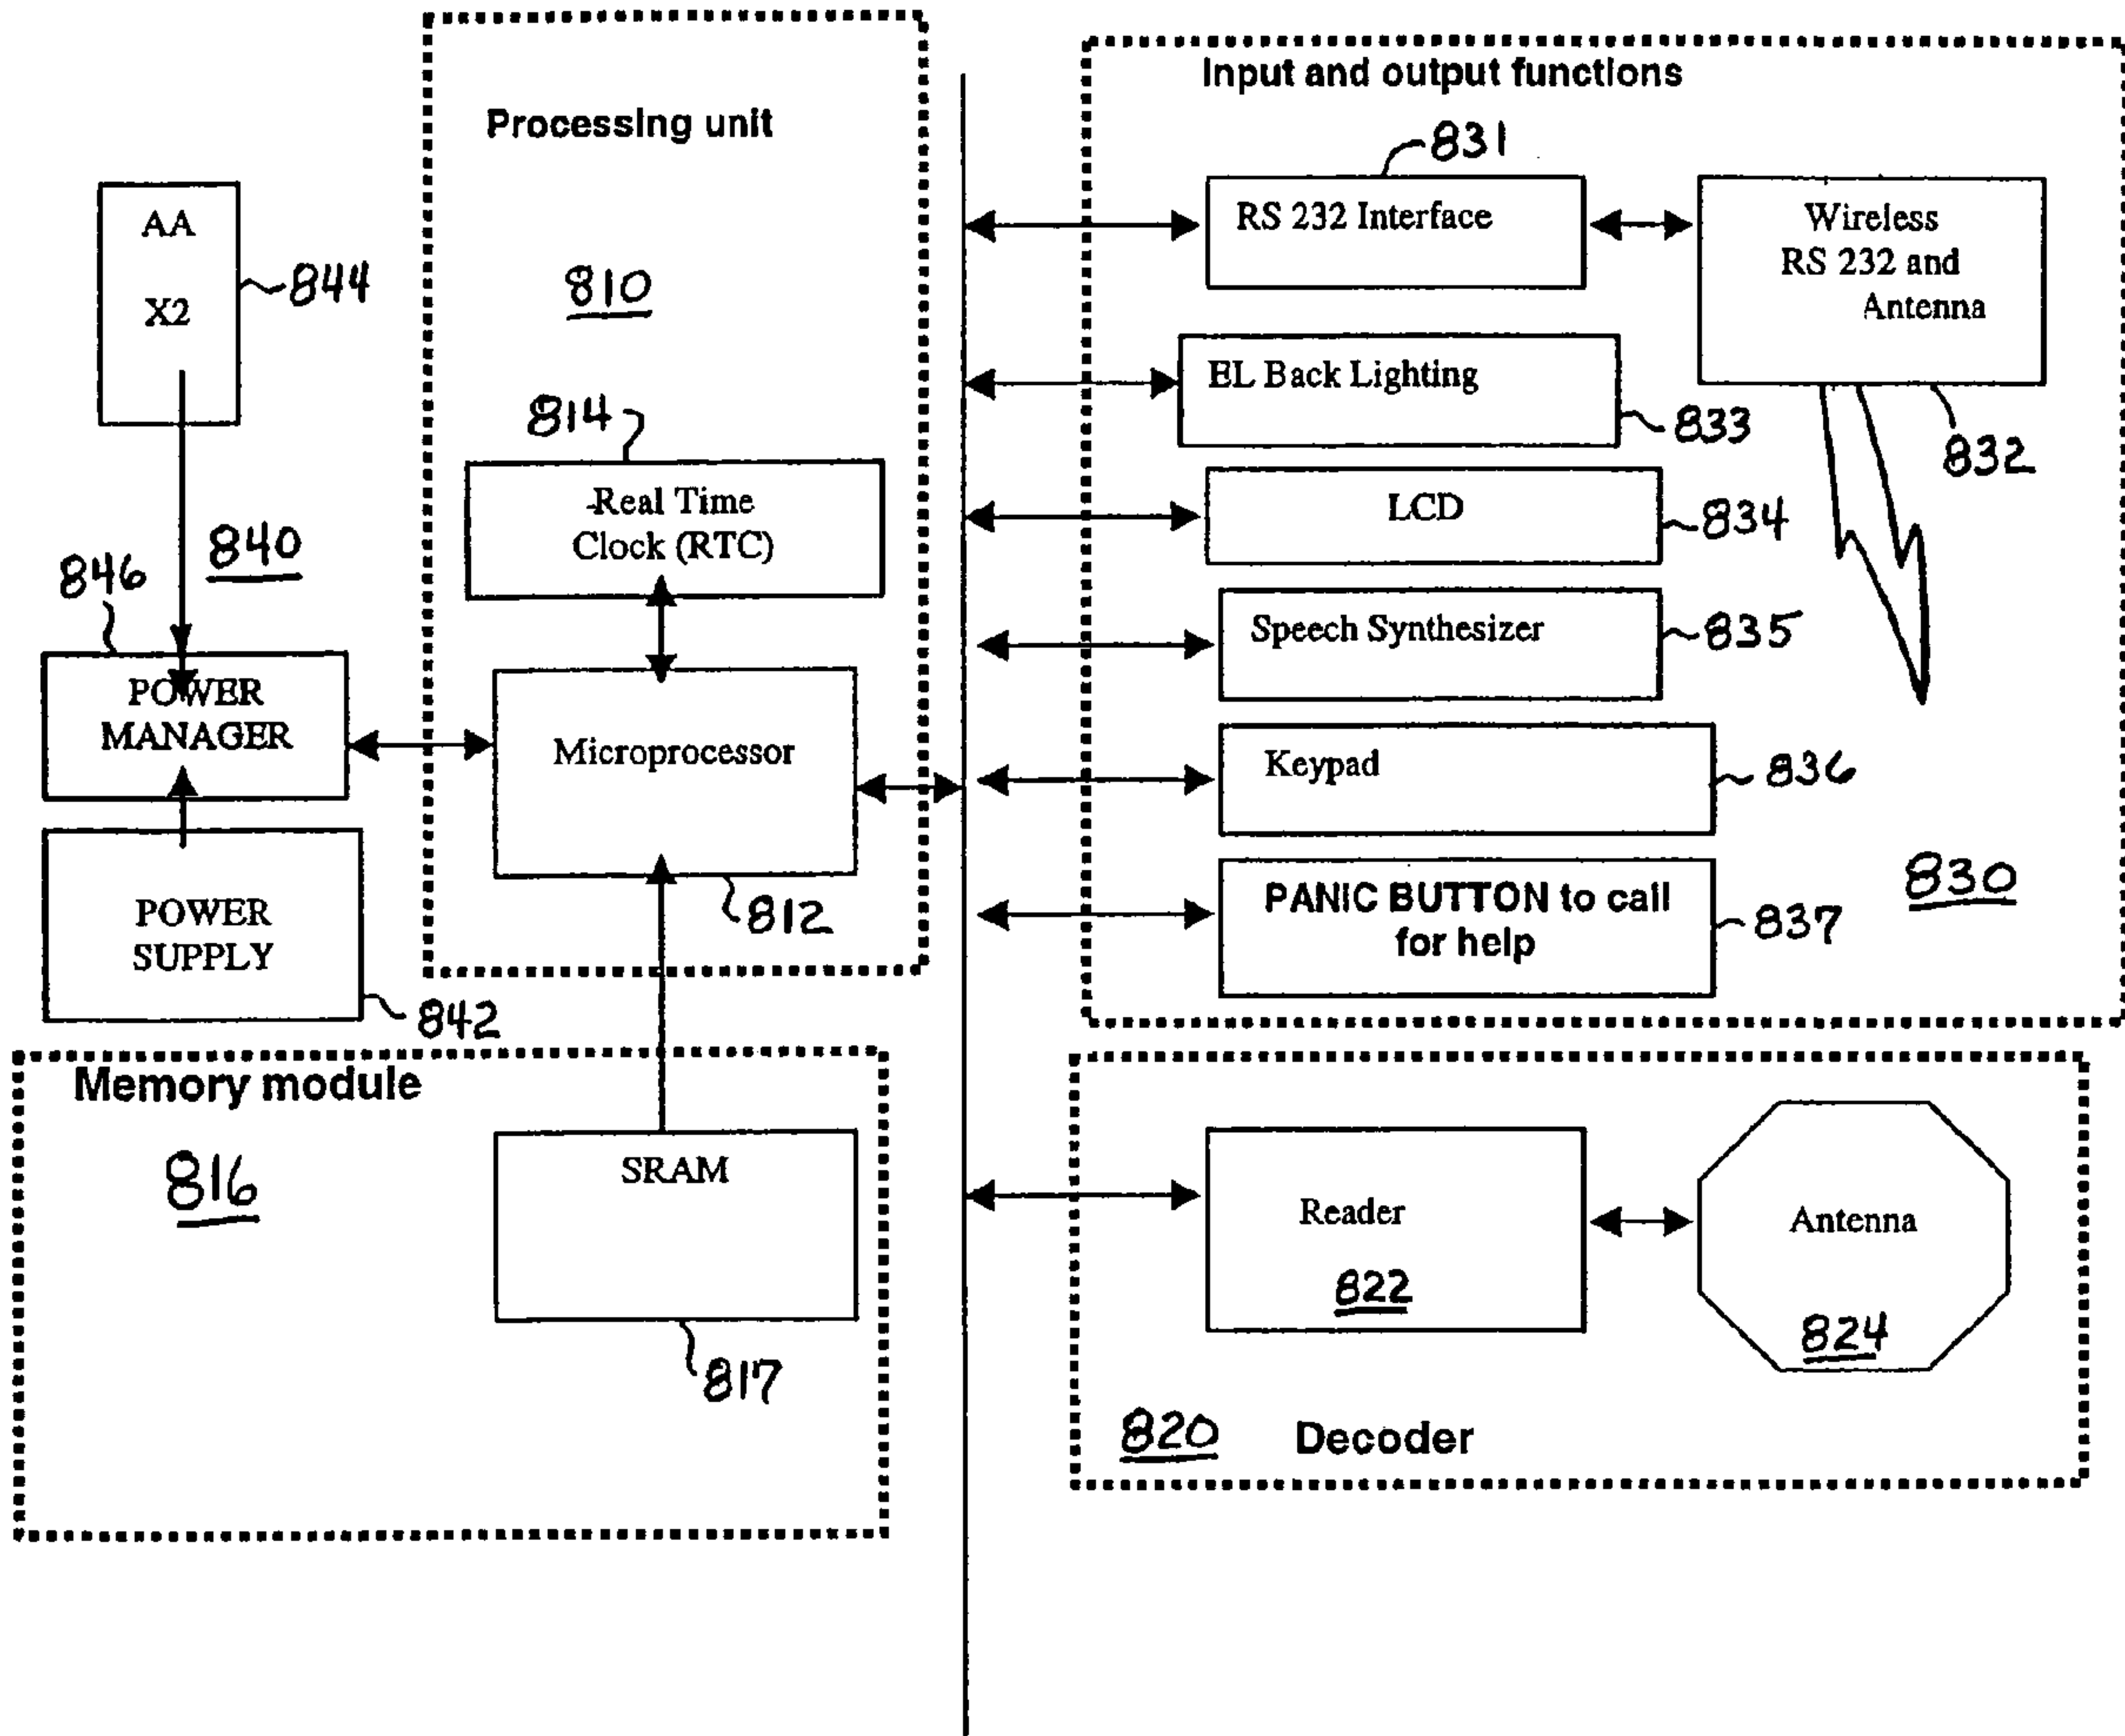 Processing unit
810
AA
X2
844
814
-Real Time
Clock (RTC)
840
846
POWER
MANAGER
Microprocessor
812
POWER
SUPPLY
842
Memory module
816
SRAM
817
Input and output functions
831
RS 232 Interface
Wireless
RS 232 and
Antenna
832
EL Back Lighting
833
LCD
834
Speech Synthesizer
835
Keypad
836
830
PANIC BUTTON to call
for help
837
Reader
822
Antenna
824
820
Decoder